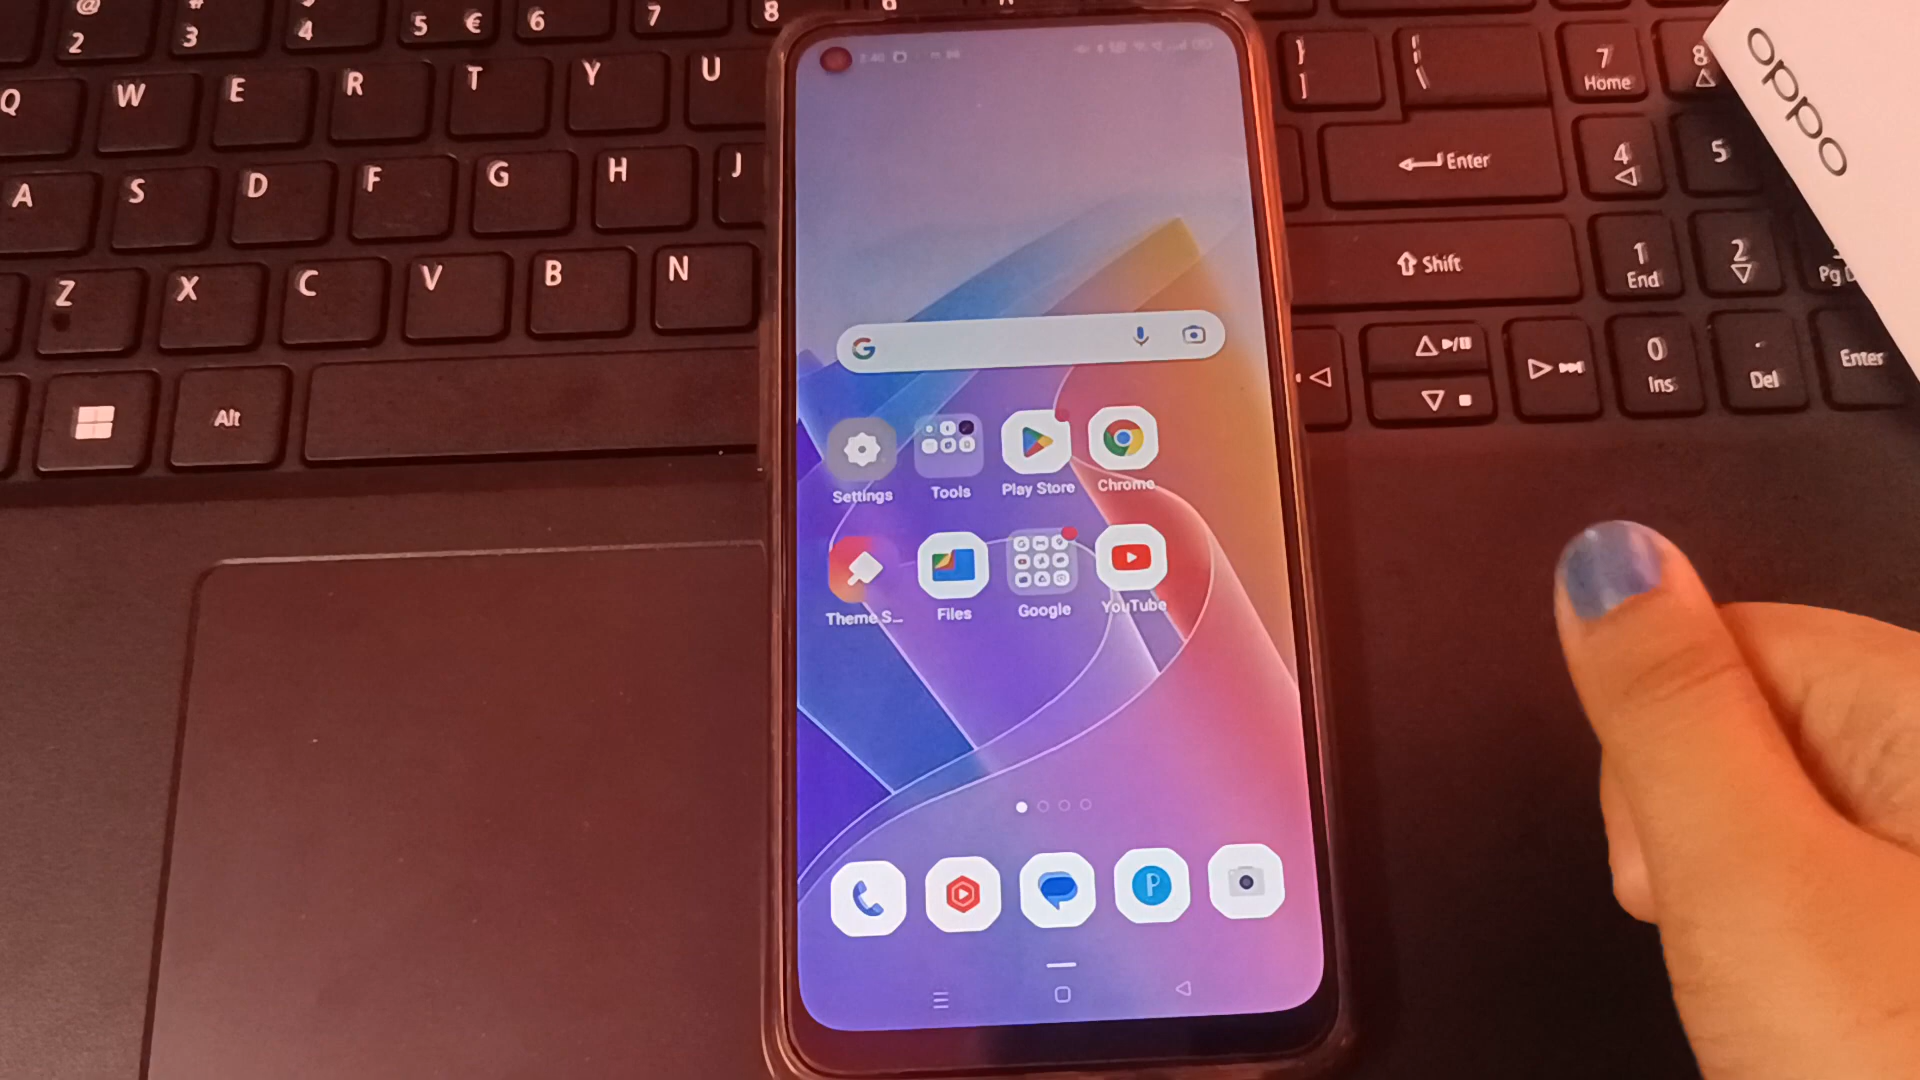 @
2
#
3
4
5 €
6
7
8
Q
W
E
R
T
Y
U
}
]
7
Home
8
oppo
A
S
D
F
G
H
J
Enter
4
5
Z
X
C
V
B
N
Shift
1
End
2
Pg
Alt
0
Ins
.
Del
Enter
G
Settings
Tools
Play Store
Chrome
Theme S...
Files
Google
YouTube
P